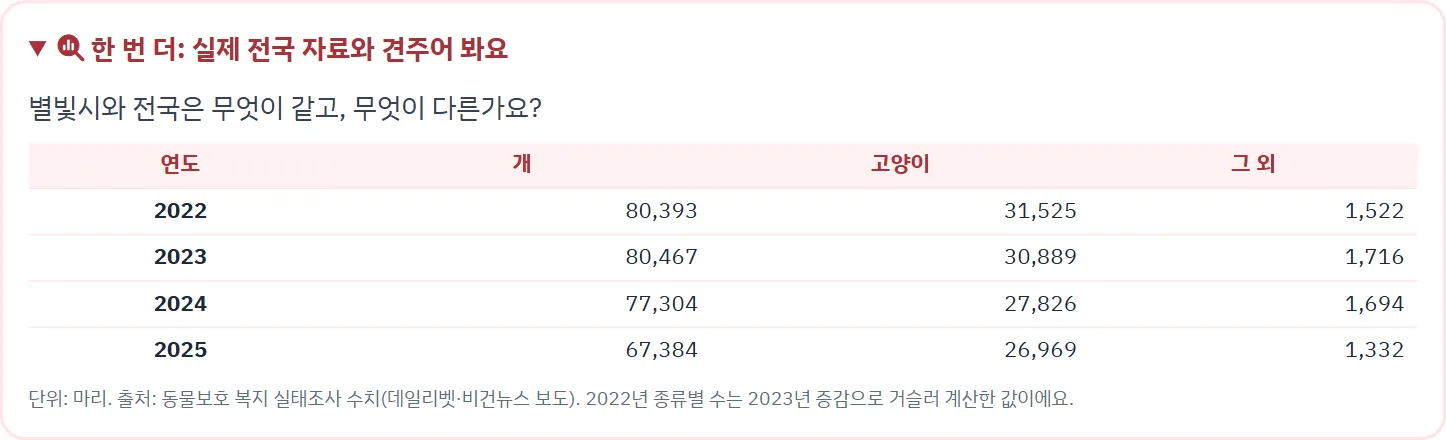 ▼ 한 번 더: 실제 전국 자료와 견주어 봐요
별빛시와 전국은 무엇이 같고, 무엇이 다른가요?
연도 개 고양이 그 외
2022 80,393 31,525 1,522
2023 80,467 30,889 1,716
2024 77,304 27,826 1,694
2025 67,384 26,969 1,332
단위: 마리. 출처: 동물보호 복지 실태조사 수치(데일리벳·비건뉴스 보도). 2022년 종류별 수는 2023년 증감으로 거슬러 계산한 값이에요.